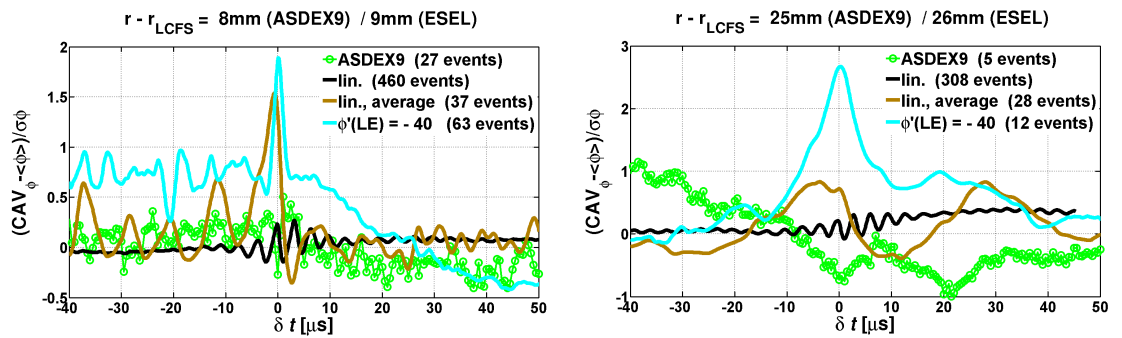 r - r_LCFS = 8mm (ASDEX9) / 9mm (ESEL)
2
1.5
1
0.5
0
-0.5
(CAV_ϕ-<ϕ>)/σϕ
ASDEX9 (27 events)
lin. (460 events)
lin., average (37 events)
ϕ'(LE) = - 40 (63 events)
-40 -30 -20 -10 0 10 20 30 40 50
δ t [μs]
r - r_LCFS = 25mm (ASDEX9) / 26mm (ESEL)
3
2
1
0
-1
(CAV_ϕ-<ϕ>)/σϕ
ASDEX9 (5 events)
lin. (308 events)
lin., average (28 events)
ϕ'(LE) = - 40 (12 events)
-40 -30 -20 -10 0 10 20 30 40 50
δ t [μs]